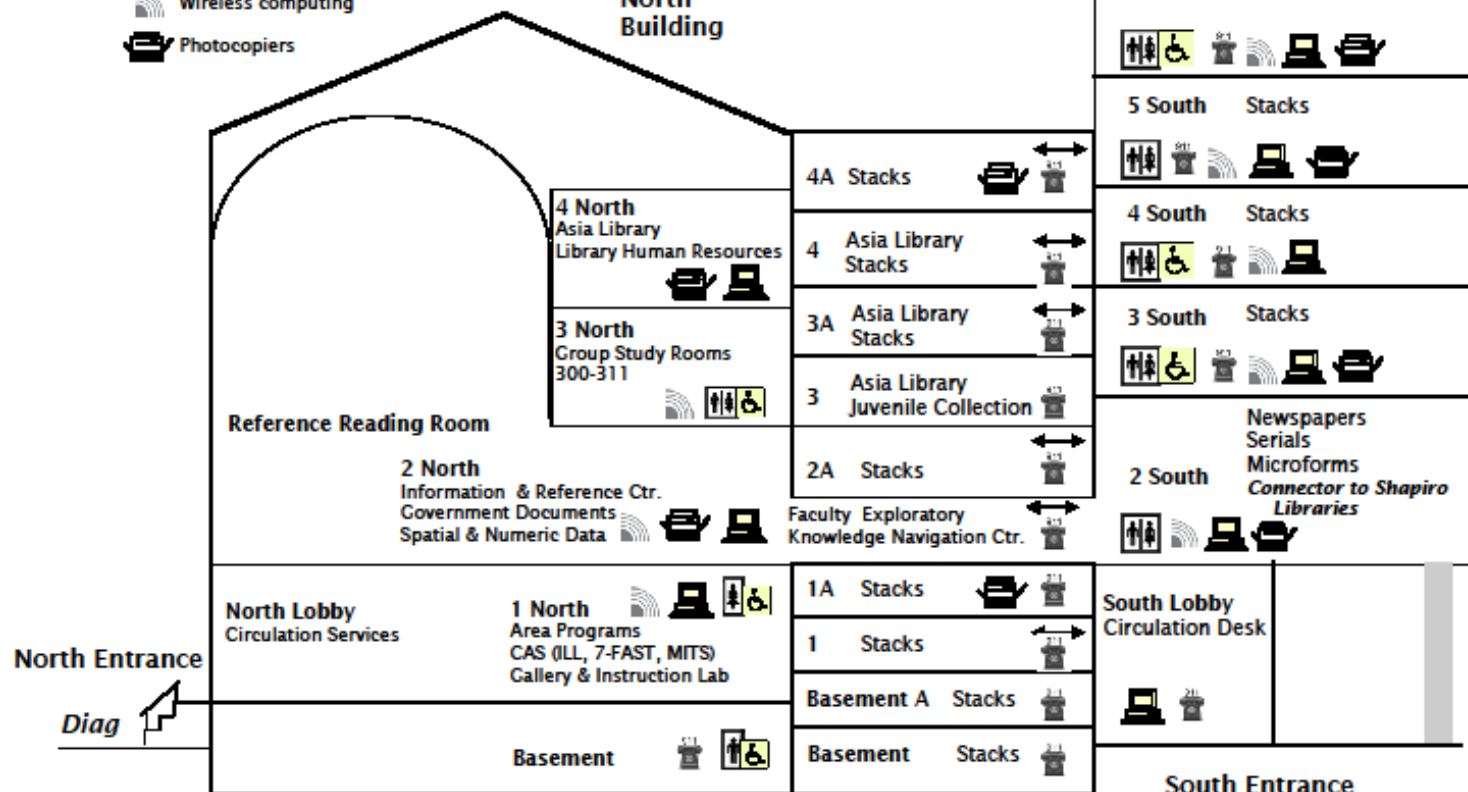 Wireless computing
Photocopiers
North
Building
5 South Stacks
4A Stacks
4 North
Asia Library
Library Human Resources
4 South Stacks
4 Asia Library
Stacks
3 North
Group Study Rooms
300-311
3A Asia Library
Stacks
3 South Stacks
3 Asia Library
Juvenile Collection
Reference Reading Room
2 North
Information & Reference Ctr.
Government Documents
Spatial & Numeric Data
2A Stacks
Faculty Exploratory
Knowledge Navigation Ctr.
2 South
Newspapers
Serials
Microforms
Connector to Shapiro
Libraries
North Lobby
Circulation Services
1 North
Area Programs
CAS (ILL, 7-FAST, MITS)
Gallery & Instruction Lab
1A Stacks
1 Stacks
South Lobby
Circulation Desk
North Entrance
Diag
Basement A Stacks
Basement
Basement Stacks
South Entrance